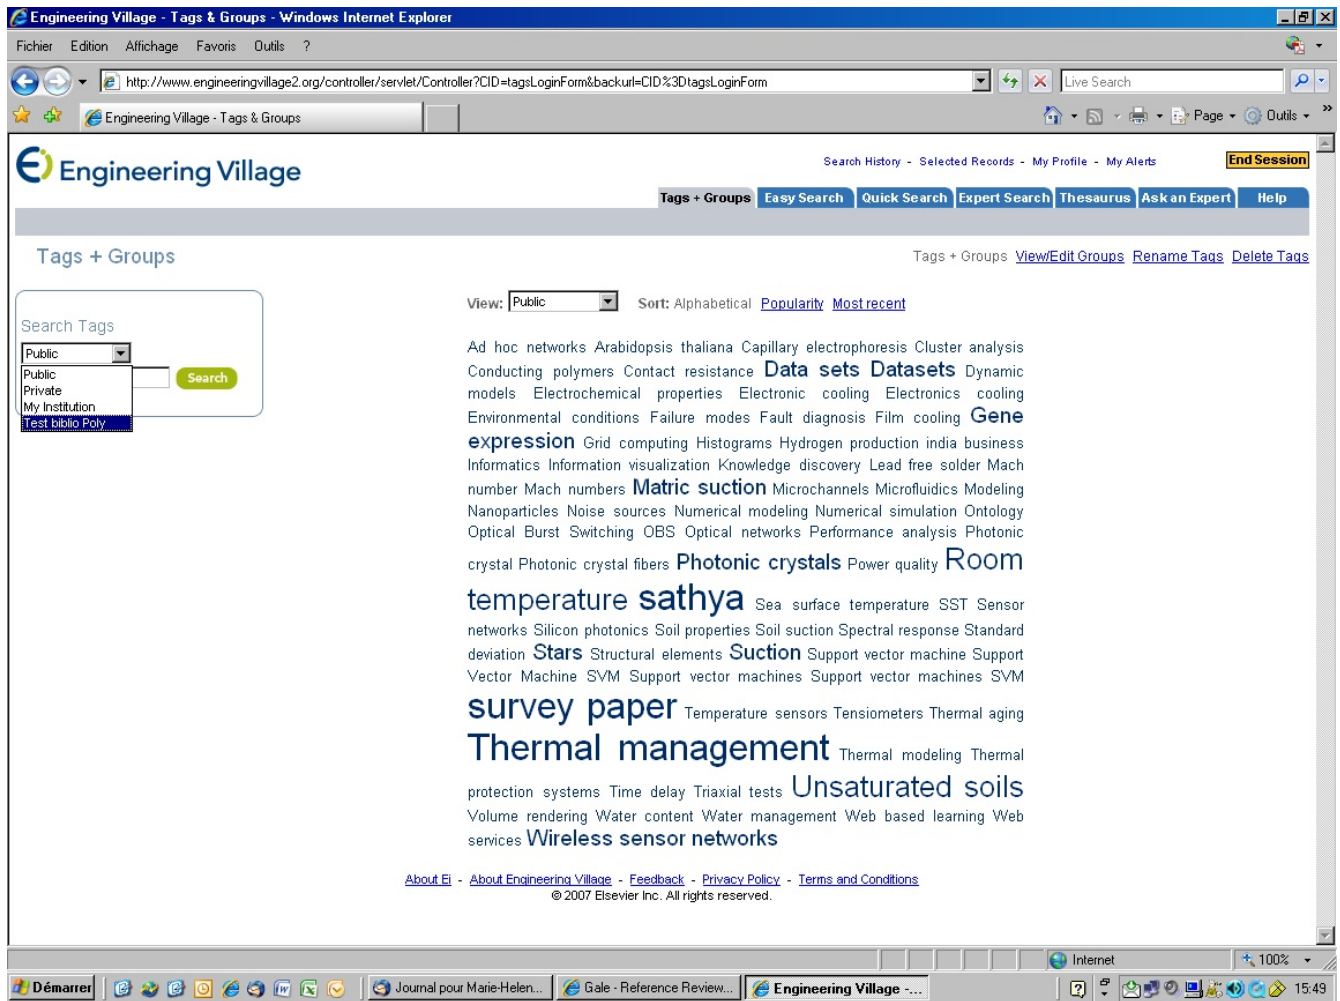 Engineering Village - Tags & Groups - Windows Internet Explorer
Fichier Edition Affichage Favoris Outils ?
http://www.engineeringvillage2.org/controller/servlet/Controller?CID=tagsLoginForm&backurl=CID%3DtagsLoginForm Live Search
Engineering Village - Tags & Groups Page Outils »
Engineering Village
Search History - Selected Records - My Profile - My Alerts End Session
Tags + Groups Easy Search Quick Search Expert Search Thesaurus Ask an Expert Help
Tags + Groups
Tags + Groups View/Edit Groups Rename Tags Delete Tags
Search Tags
Public
Search
Public
Private
My Institution
Test biblio Poly
View: Public Sort: Alphabetical Popularity Most recent
Ad hoc networks Arabidopsis thaliana Capillary electrophoresis Cluster analysis
Conducting polymers Contact resistance Data sets Datasets Dynamic
models Electrochemical properties Electronic cooling Electronics cooling
Environmental conditions Failure modes Fault diagnosis Film cooling Gene
expression Grid computing Histograms Hydrogen production india business
Informatics Information visualization Knowledge discovery Lead free solder Mach
number Mach numbers Matric suction Microchannels Microfluidics Modeling
Nanoparticles Noise sources Numerical modeling Numerical simulation Ontology
Optical Burst Switching OBS Optical networks Performance analysis Photonic
crystal Photonic crystal fibers Photonic crystals Power quality Room
temperature sathya Sea surface temperature SST Sensor
networks Silicon photonics Soil properties Soil suction Spectral response Standard
deviation Stars Structural elements Suction Support vector machine Support
Vector Machine SVM Support vector machines Support vector machines SVM
survey paper Temperature sensors Tensiometers Thermal aging
Thermal management Thermal modeling Thermal
protection systems Time delay Triaxial tests Unsaturated soils
Volume rendering Water content Water management Web based learning Web
services Wireless sensor networks
About Ei - About Engineering Village - Feedback - Privacy Policy - Terms and Conditions
© 2007 Elsevier Inc. All rights reserved.
Internet 100%
Démarrer Journal pour Marie-Helen... Gale - Reference Review... Engineering Village -... 15:49